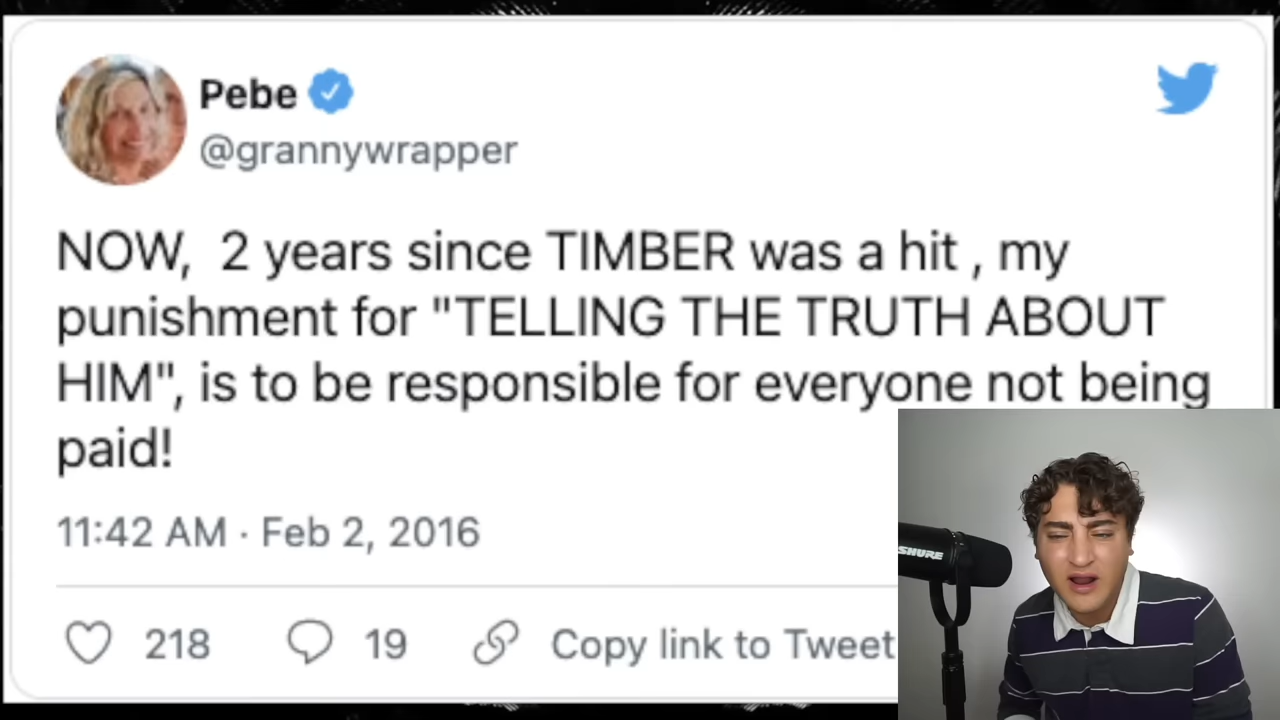 Pebe
@grannywrapper
NOW, 2 years since TIMBER was a hit , my
punishment for "TELLING THE TRUTH ABOUT
HIM", is to be responsible for everyone not being
paid!
11:42 AM · Feb 2, 2016
218 19 Copy link to Tweet
SHURE